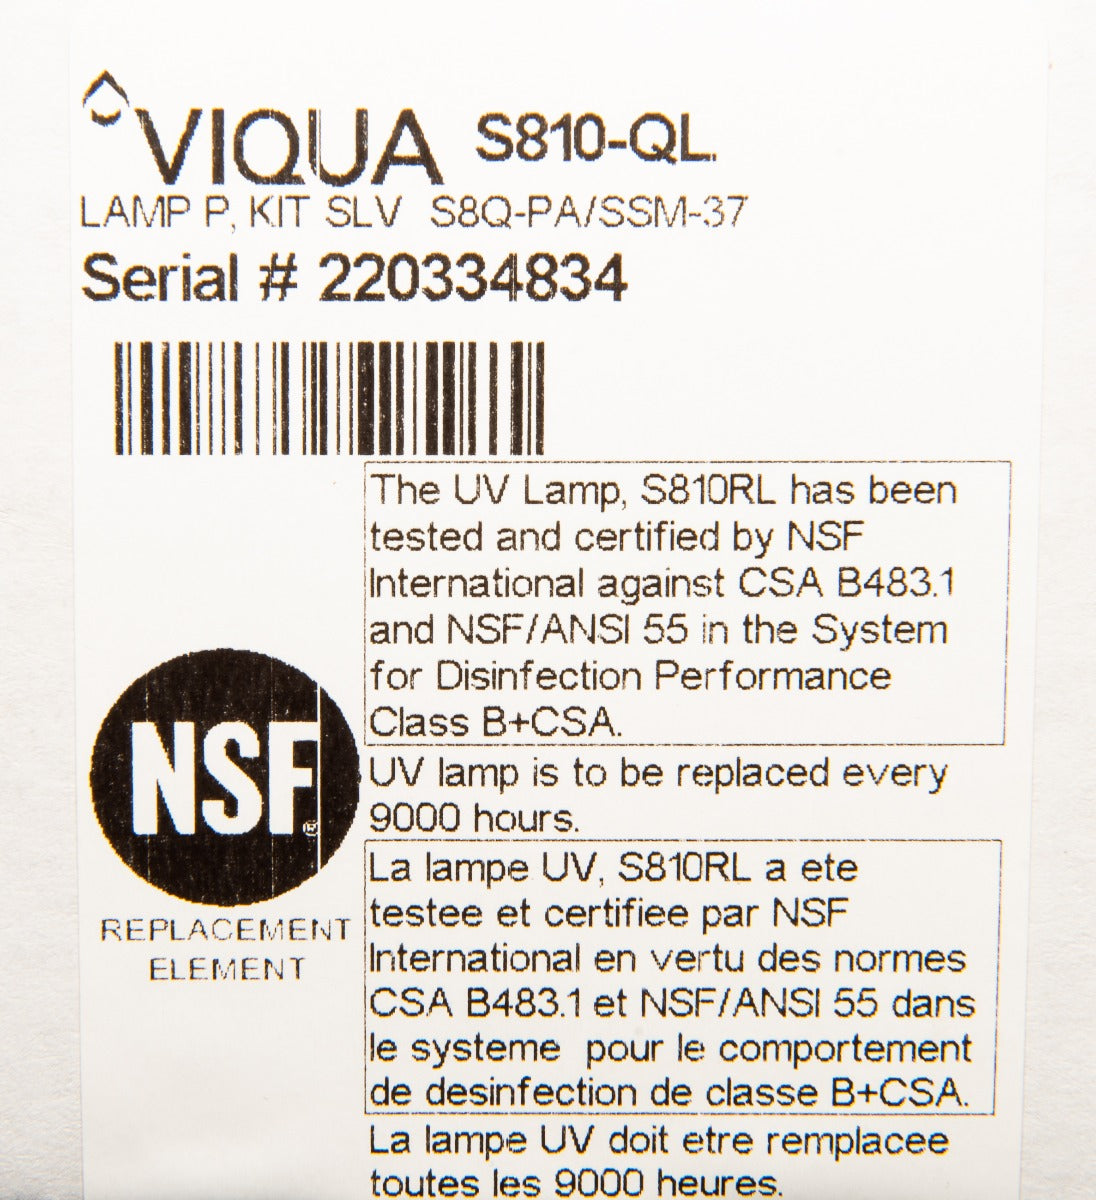 VIQUA S810-QL.
LAMP P, KIT SLV  S8Q-PA/SSM-37
Serial # 220334834
The UV Lamp, S810RL has been
tested and certified by NSF
International against CSA B483.1
and NSF/ANSI 55 in the System
for Disinfection Performance
Class B+CSA.
UV lamp is to be replaced every
9000 hours.
NSF®
REPLACEMENT
ELEMENT
La lampe UV, S810RL a ete
testee et certifiee par NSF
International en vertu des normes
CSA B483.1 et NSF/ANSI 55 dans
le systeme  pour le comportement
de desinfection de classe B+CSA.
La lampe UV doit etre remplacee
toutes les 9000 heures.